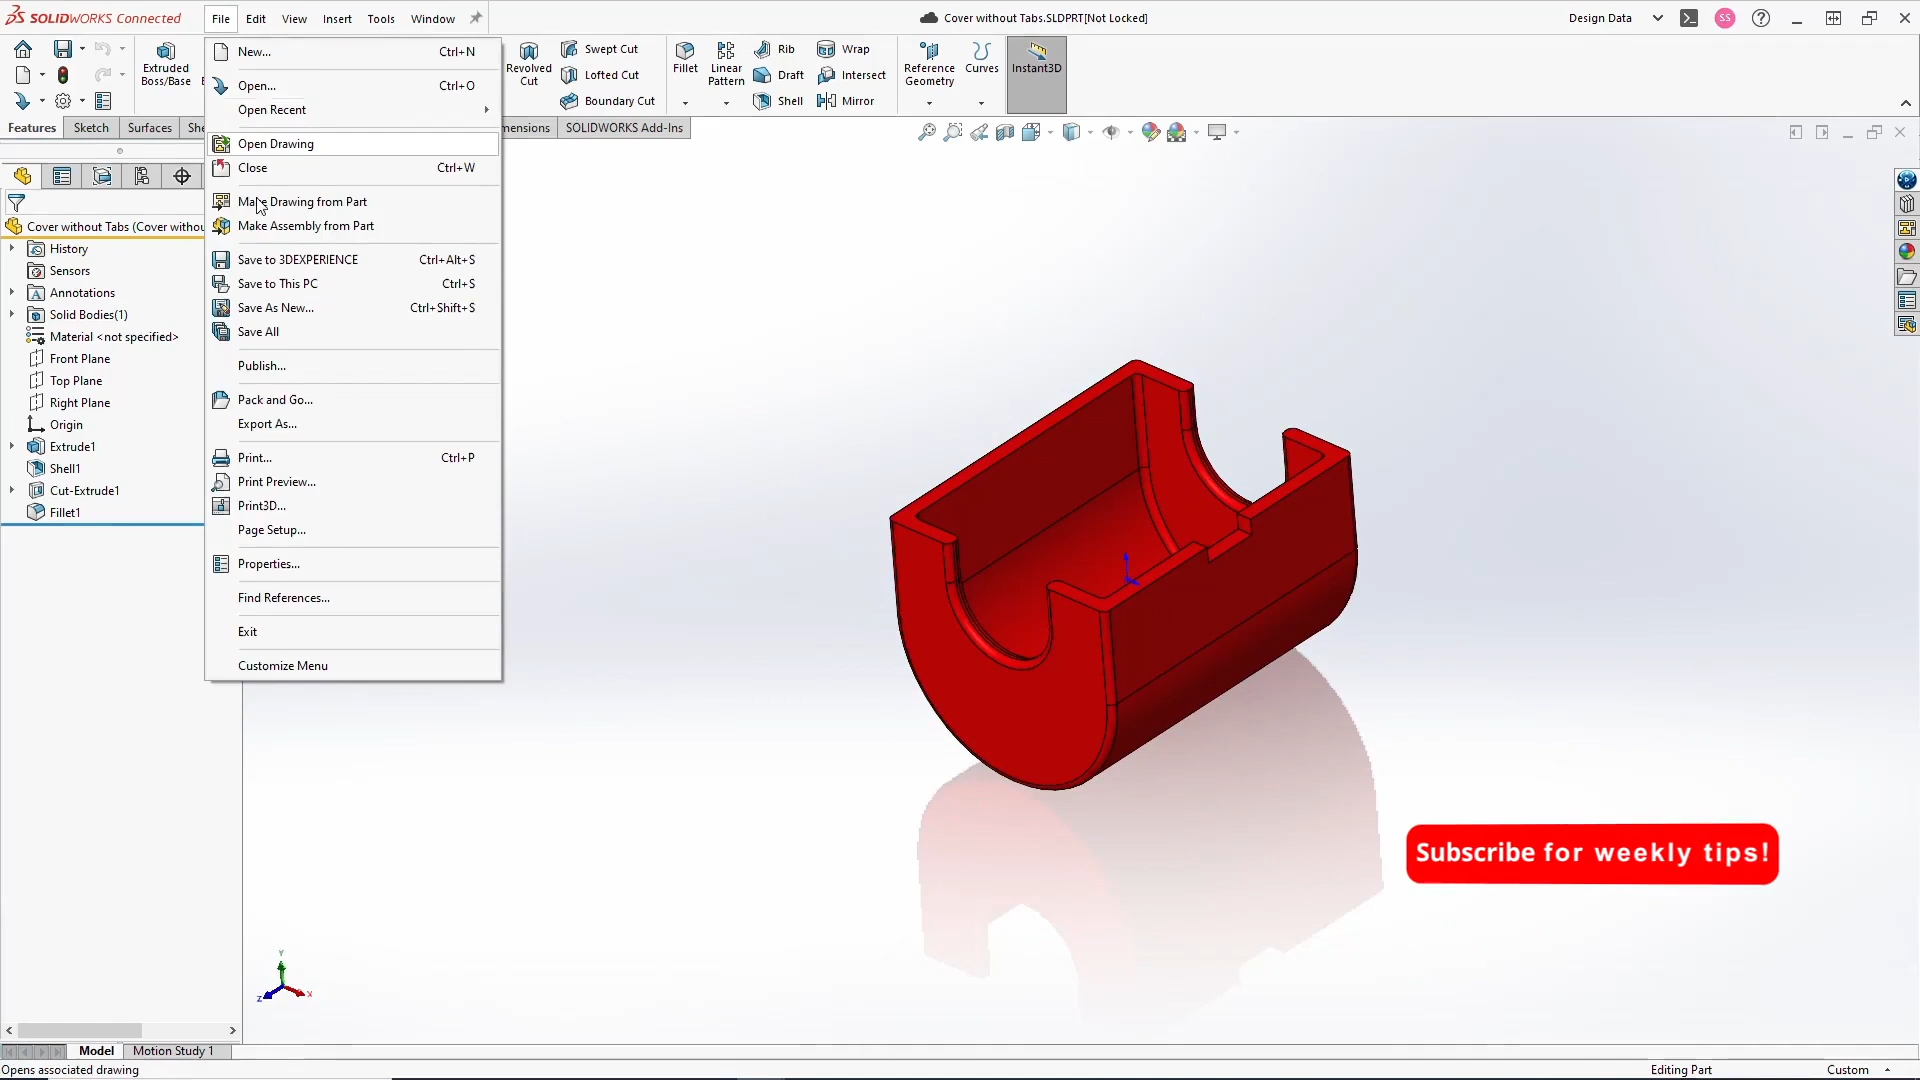 SOLIDWORKS Connected
File Edit View Insert Tools Window
Cover without Tabs.SLDPRT[Not Locked]
Design Data
SS
Extruded Boss/Base
Revolved Cut
Swept Cut
Lofted Cut
Boundary Cut
Fillet
Linear Pattern
Rib
Draft
Shell
Wrap
Intersect
Mirror
Reference Geometry
Curves
Instant3D
Features Sketch Surfaces She
mensions SOLIDWORKS Add-Ins
New... Ctrl+N
Open... Ctrl+O
Open Recent
Open Drawing
Close Ctrl+W
Make Drawing from Part
Make Assembly from Part
Save to 3DEXPERIENCE Ctrl+Alt+S
Save to This PC Ctrl+S
Save As New... Ctrl+Shift+S
Save All
Publish...
Pack and Go...
Export As...
Print... Ctrl+P
Print Preview...
Print3D...
Page Setup...
Properties...
Find References...
Exit
Customize Menu
Cover without Tabs (Cover withou
History
Sensors
Annotations
Solid Bodies(1)
Material <not specified>
Front Plane
Top Plane
Right Plane
Origin
Extrude1
Shell1
Cut-Extrude1
Fillet1
Subscribe for weekly tips!
Y
Z
X
Model Motion Study 1
Opens associated drawing
Editing Part
Custom